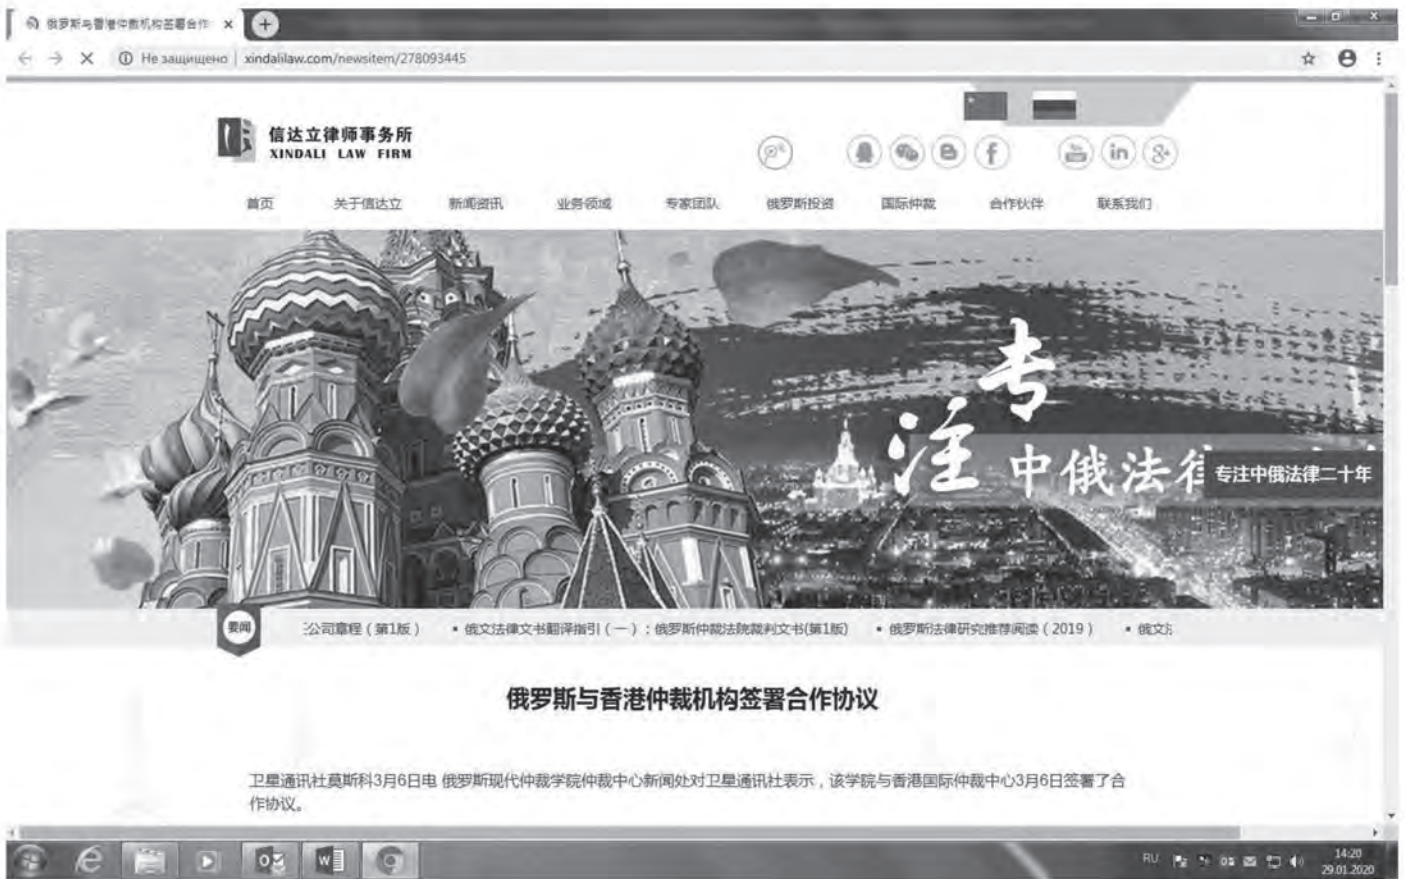 俄罗斯与香港仲裁机构签署合作
Не защищено | xindalilaw.com/newsitem/278093445
信达立律师事务所
XINDALI LAW FIRM
首页 关于信达立 新闻资讯 业务领域 专家团队 俄罗斯投资 国际仲裁 合作伙伴 联系我们
专
注
中俄法律
专注中俄法律二十年
要闻
公司章程（第1版） ▪ 俄文法律文书翻译指引（一）：俄罗斯仲裁法院裁判文书(第1版) ▪ 俄罗斯法律研究推荐阅读（2019） ▪ 俄文
俄罗斯与香港仲裁机构签署合作协议
卫星通讯社莫斯科3月6日电 俄罗斯现代仲裁学院仲裁中心新闻处对卫星通讯社表示，该学院与香港国际仲裁中心3月6日签署了合
作协议。
RU
14:20
29.01.2020